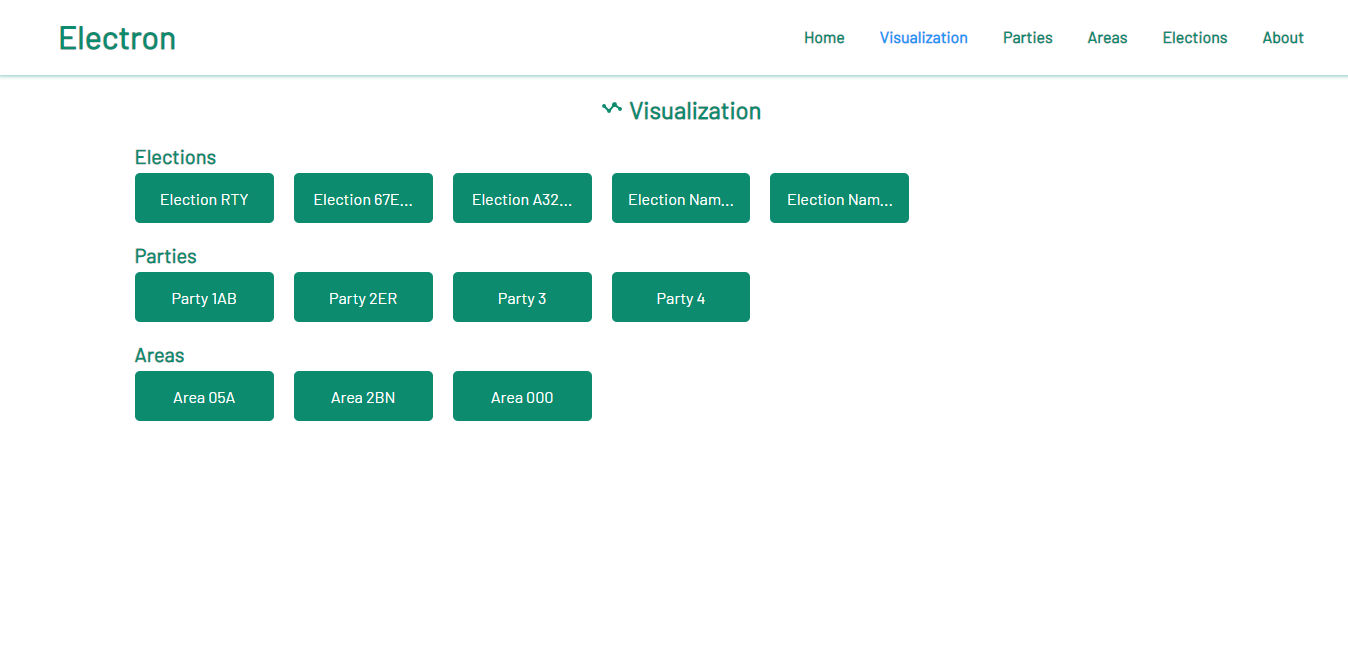 Electron
Home Visualization Parties Areas Elections About
Visualization
Elections
Election RTY Election 67E... Election A32... Election Nam... Election Nam...
Parties
Party 1AB Party 2ER Party 3 Party 4
Areas
Area 05A Area 2BN Area 000